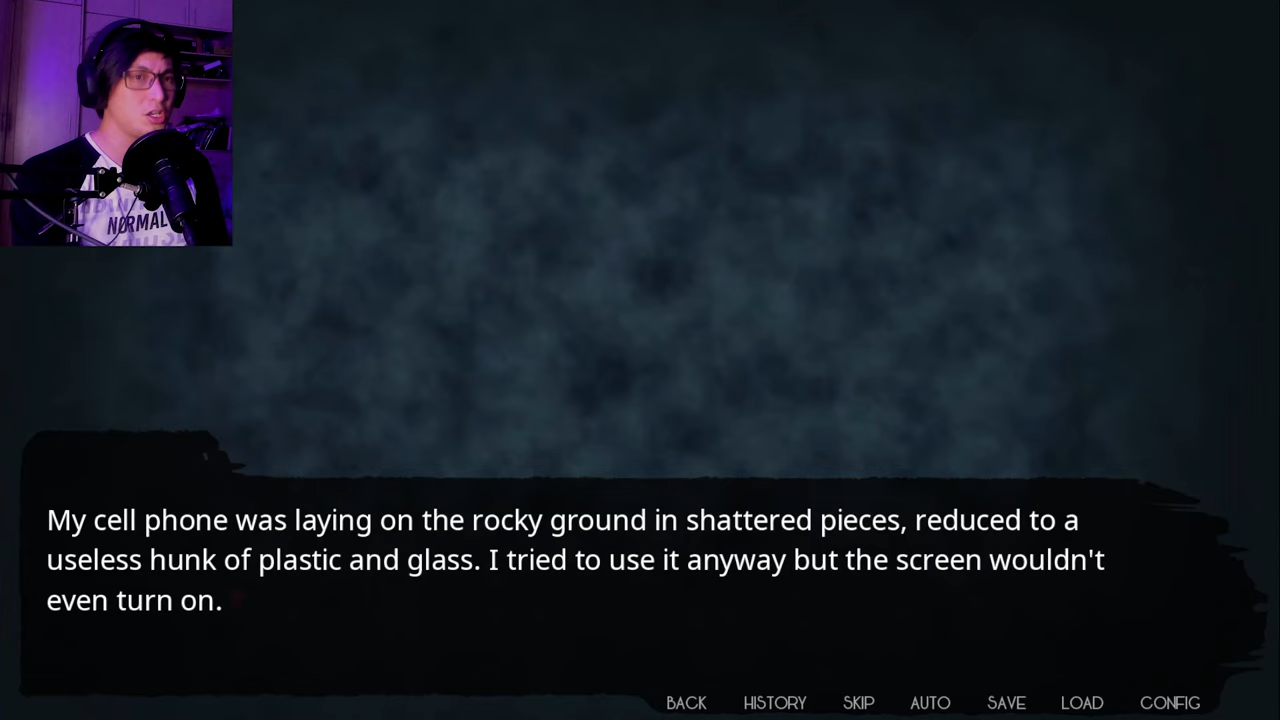 NORMAL
My cell phone was laying on the rocky ground in shattered pieces, reduced to a
useless hunk of plastic and glass. I tried to use it anyway but the screen wouldn't
even turn on.
BACK HISTORY SKIP AUTO SAVE LOAD CONFIG